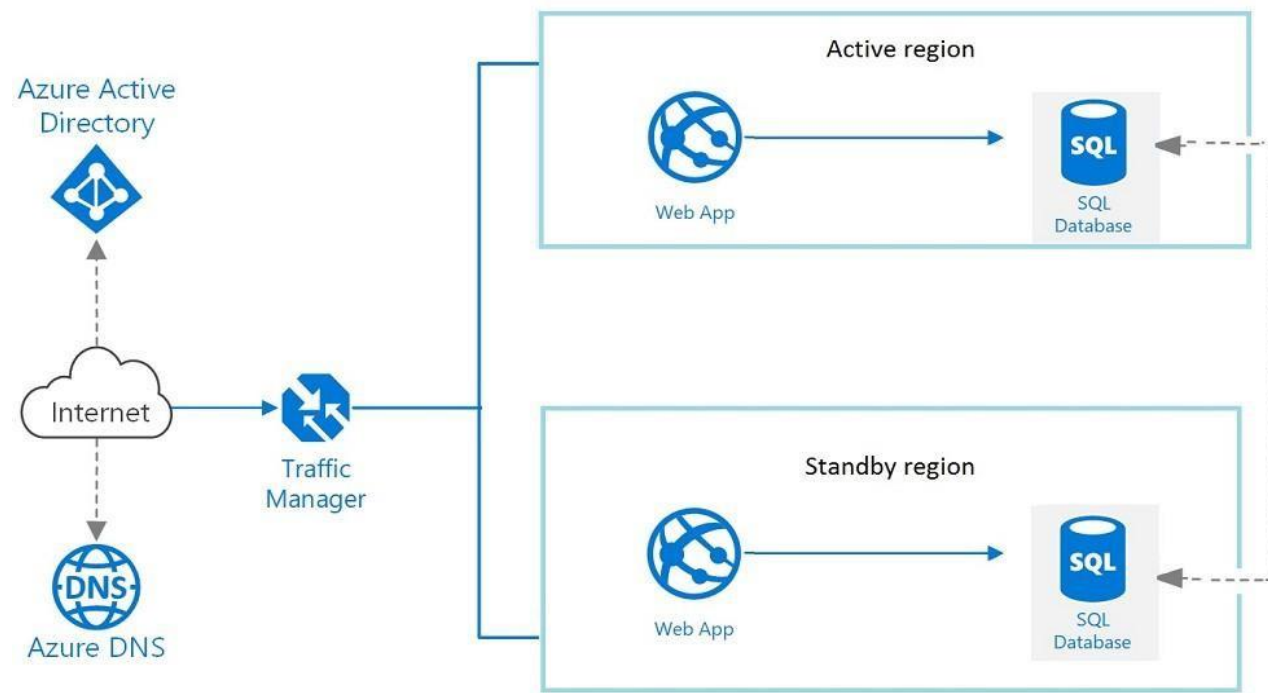 Active region
Azure Active
Directory
SQL
Web App
SQL
Database
Internet
Traffic
Manager
Standby region
SQL
DNS
Azure DNS
Web App
SQL
Database